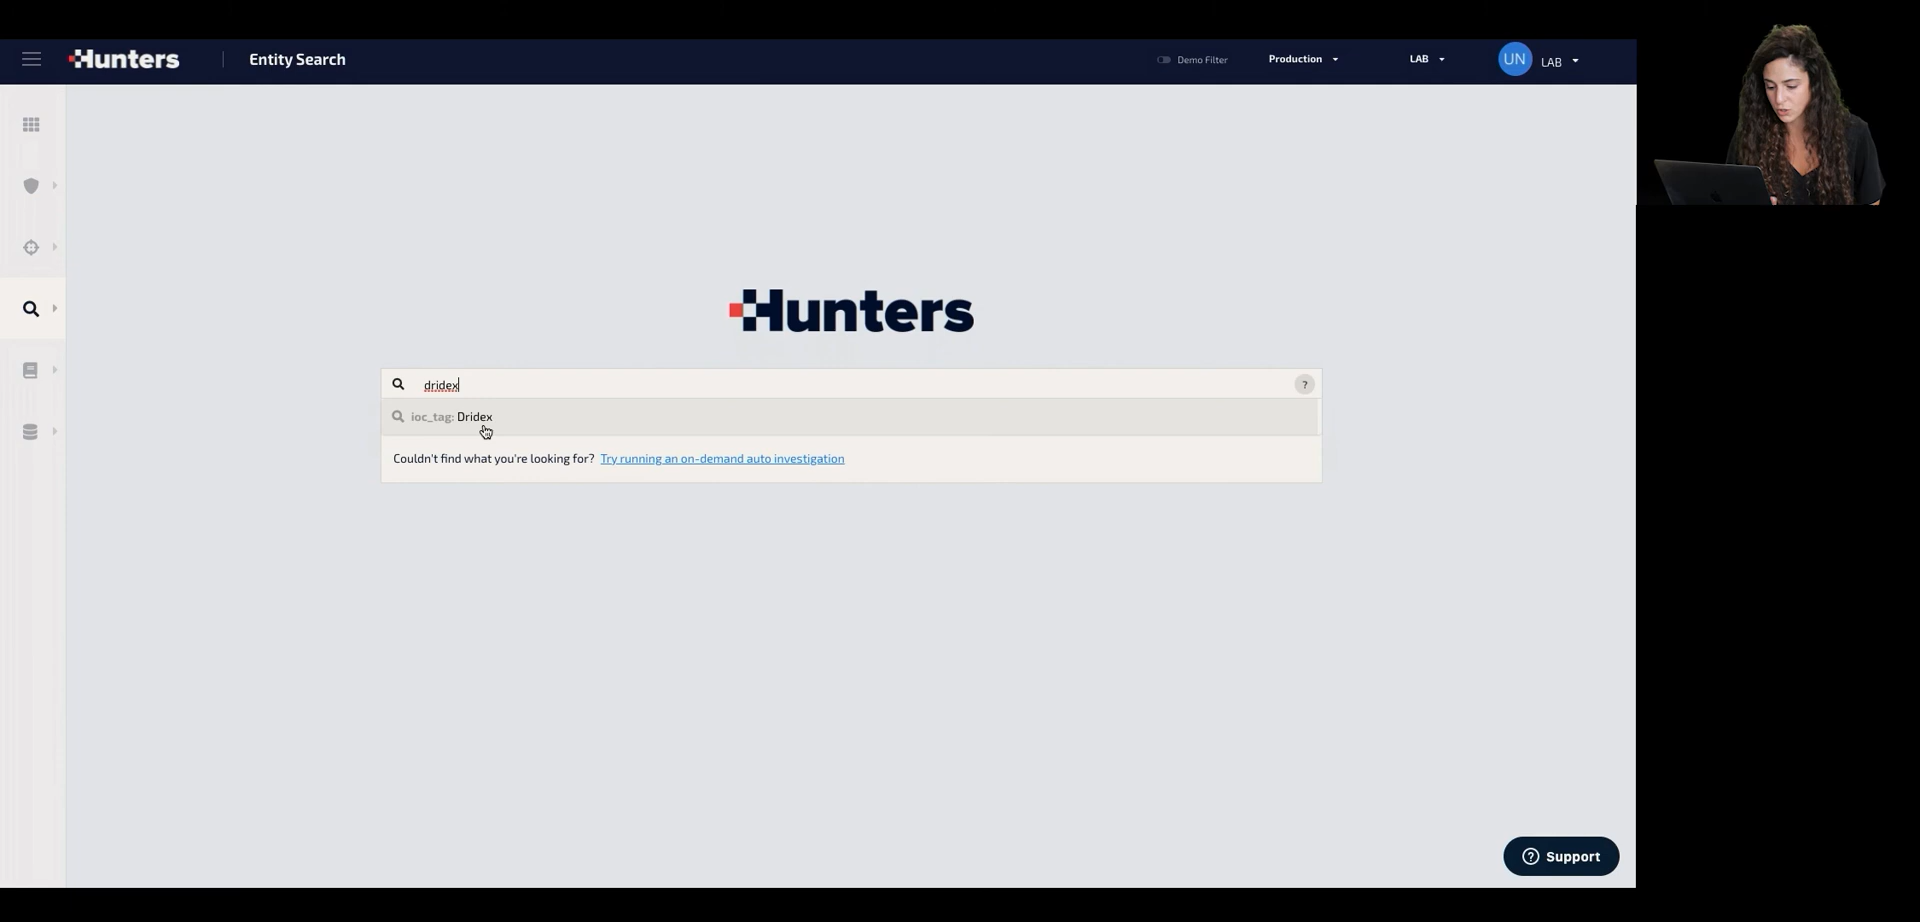 Hunters
Entity Search
Demo Filter
Production
LAB
UN
LAB
Hunters
dridex
?
ioc_tag: Dridex
Couldn't find what you're looking for? Try running an on-demand auto investigation
? Support